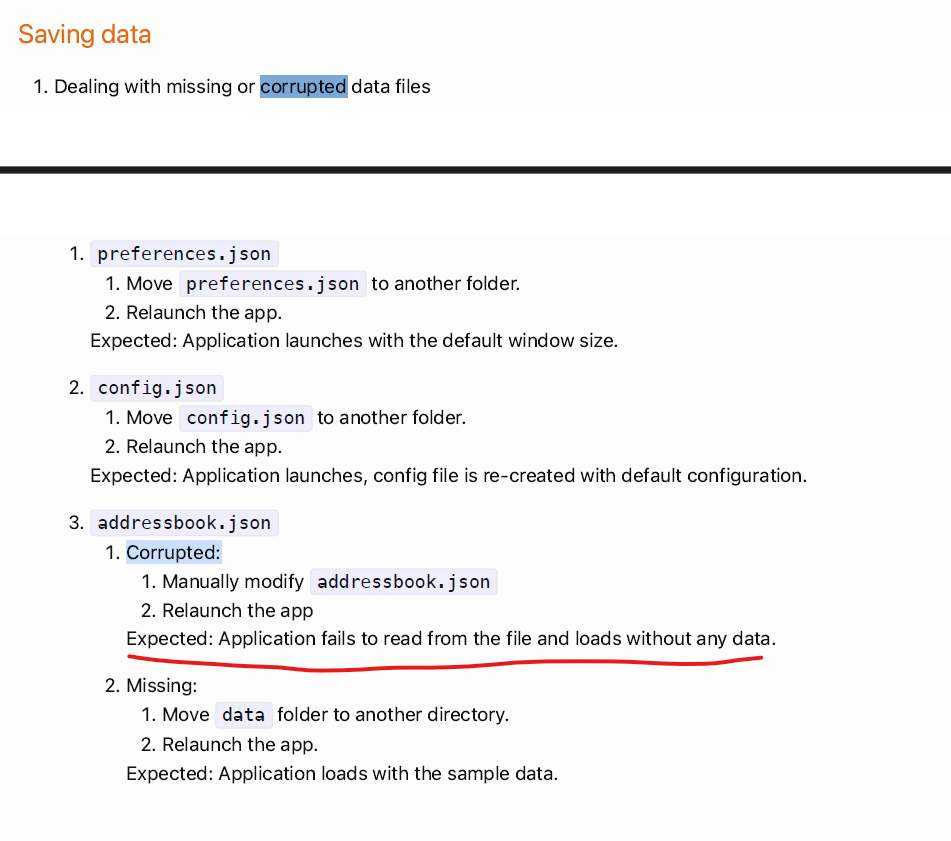 Saving data
1. Dealing with missing or corrupted data files
1. preferences.json
1. Move preferences.json to another folder.
2. Relaunch the app.
Expected: Application launches with the default window size.
2. config.json
1. Move config.json to another folder.
2. Relaunch the app.
Expected: Application launches, config file is re-created with default configuration.
3. addressbook.json
1. Corrupted:
1. Manually modify addressbook.json
2. Relaunch the app
Expected: Application fails to read from the file and loads without any data.
2. Missing:
1. Move data folder to another directory.
2. Relaunch the app.
Expected: Application loads with the sample data.